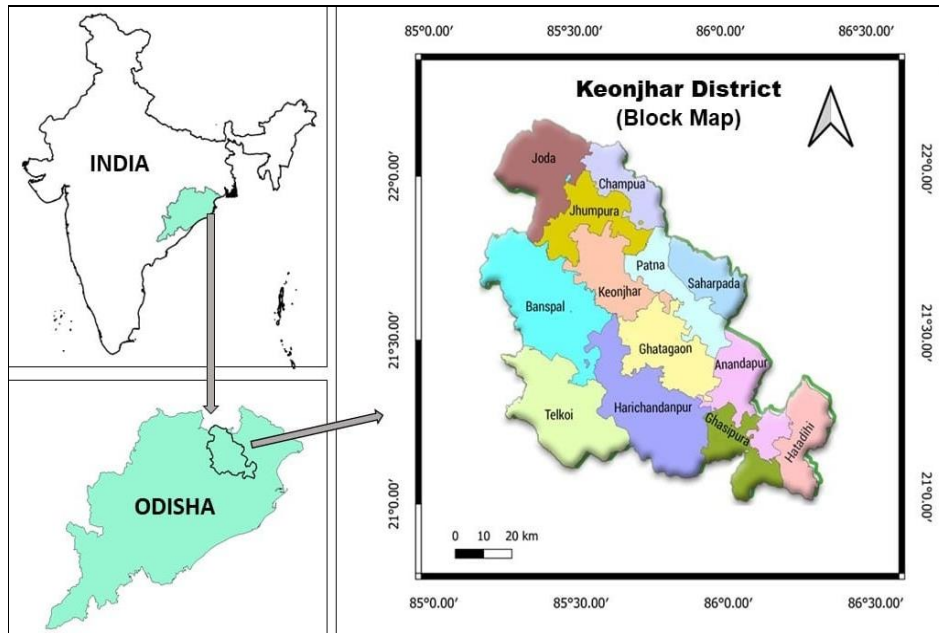 INDIA
ODISHA
85°0.00′ 85°30.00′ 86°0.00′ 86°30.00′
Keonjhar District
(Block Map)
22°0.00′
21°30.00′
21°0.00′
22°0.00′
21°30.00′
21°0.00′
Joda
Champua
Jhumpura
Patna
Saharpada
Keonjhar
Banspal
Ghatagaon
Anandapur
Telkoi
Harichandanpur
Ghasipura
Hatadihi
0 10 20 km
85°0.00′ 85°30.00′ 86°0.00′ 86°30.00′